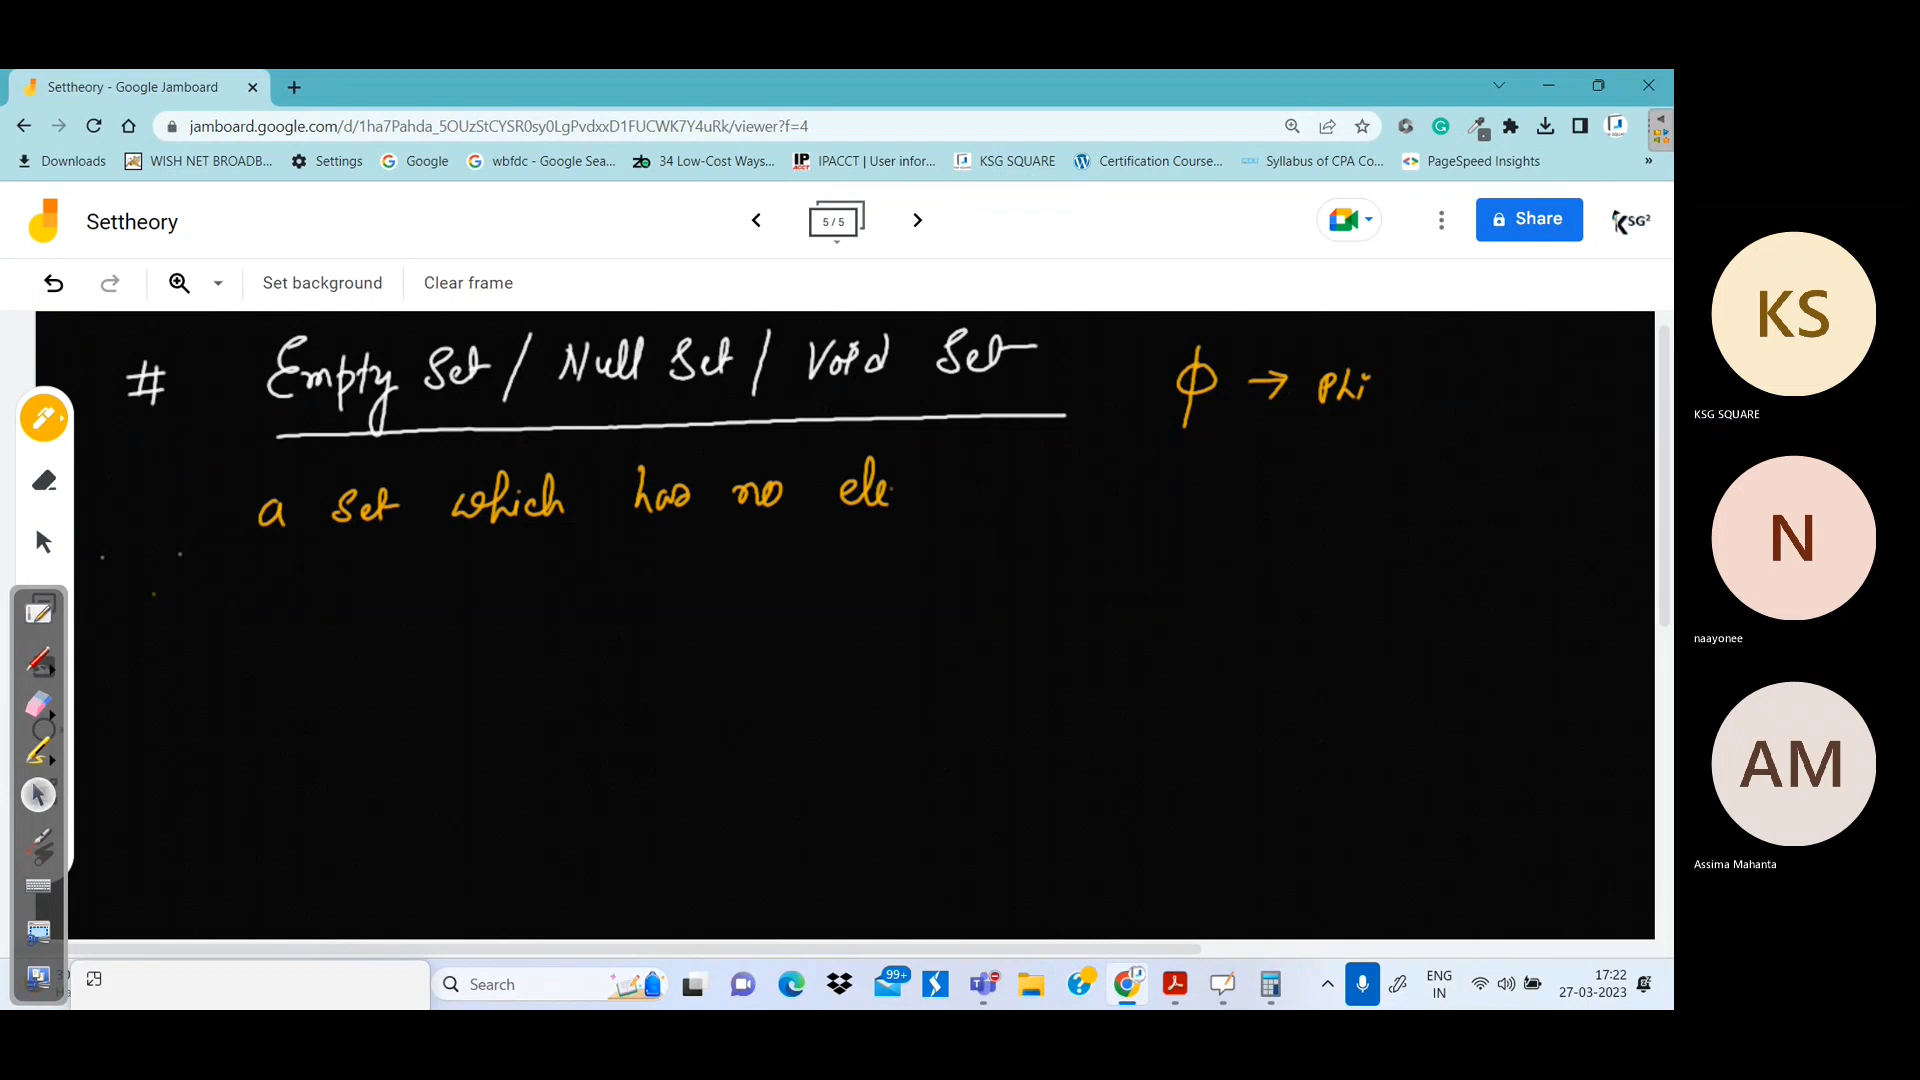 Settheory - Google Jamboard
jamboard.google.com/d/1ha7Pahda_5OUzStCYSR0sy0LgPvdxxD1FUCWK7Y4uRk/viewer?f=4
Downloads WISH NET BROADB... Settings Google wbfdc - Google Sea... 34 Low-Cost Ways... IPACCT | User infor... KSG SQUARE Certification Course... Syllabus of CPA Co... PageSpeed Insights »
Settheory 5 / 5 Share KSG²
Set background Clear frame
# Empty Set / Null Set / Void Set ϕ → Phi
a set which has no ele
KS
KSG SQUARE
N
naayonee
AM
Assima Mahanta
Search 99+ ENG IN 17:22 27-03-2023